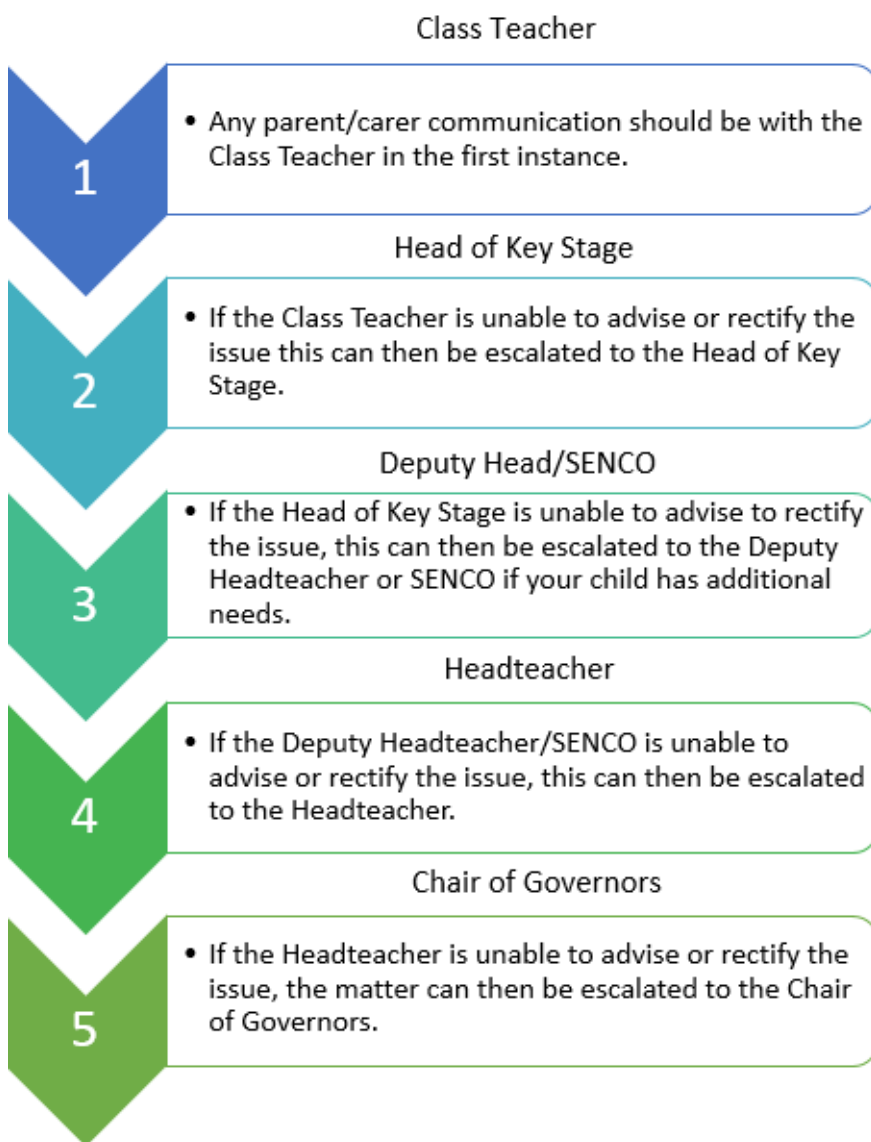 Class Teacher
1
• Any parent/carer communication should be with the
Class Teacher in the first instance.
Head of Key Stage
2
• If the Class Teacher is unable to advise or rectify the
issue this can then be escalated to the Head of Key
Stage.
Deputy Head/SENCO
3
• If the Head of Key Stage is unable to advise to rectify
the issue, this can then be escalated to the Deputy
Headteacher or SENCO if your child has additional
needs.
Headteacher
4
• If the Deputy Headteacher/SENCO is unable to
advise or rectify the issue, this can then be escalated
to the Headteacher.
Chair of Governors
5
• If the Headteacher is unable to advise or rectify the
issue, the matter can then be escalated to the Chair
of Governors.